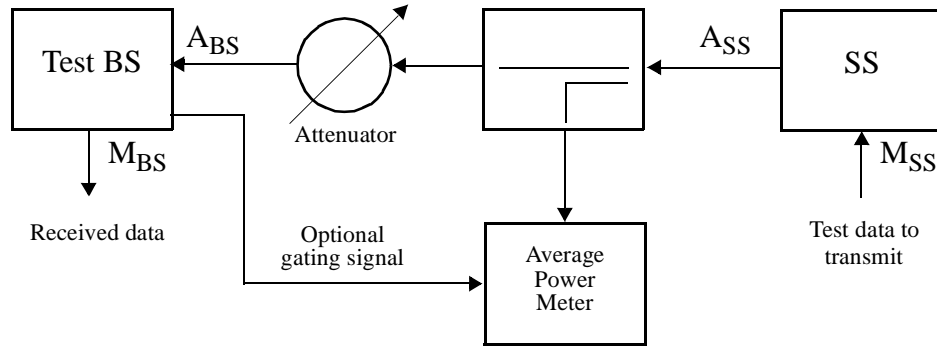 Test BS
A_BS
A_SS
SS
Attenuator
M_BS
M_SS
Received data
Optional
gating signal
Average
Power
Meter
Test data to
transmit